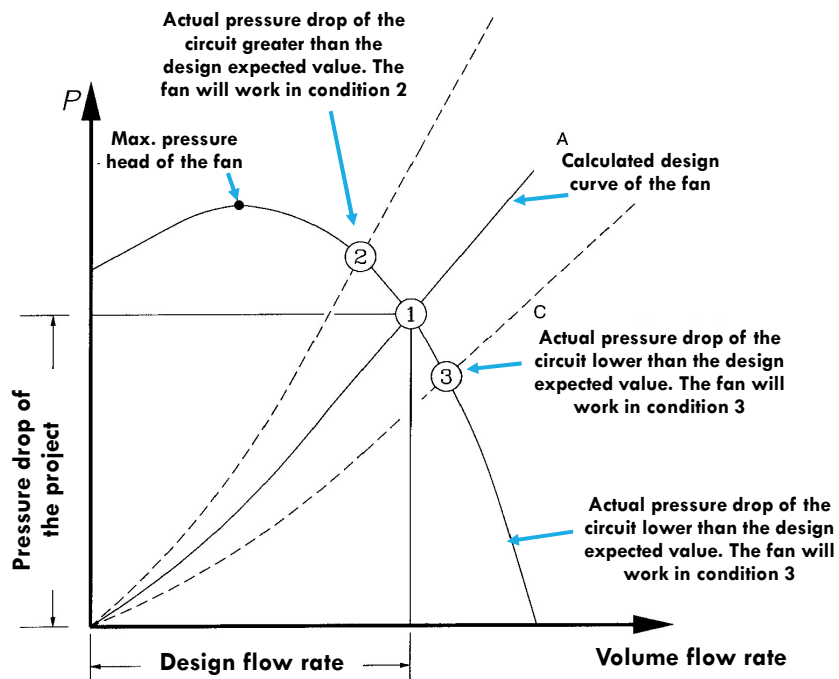 Actual pressure drop of the
circuit greater than the
design expected value. The
fan will work in condition 2
P
Max. pressure
head of the fan
A
Calculated design
curve of the fan
2
1
C
Actual pressure drop of the
circuit lower than the design
expected value. The fan will
work in condition 3
3
Pressure drop of
the project
Actual pressure drop of the
circuit lower than the design
expected value. The fan will
work in condition 3
Design flow rate
Volume flow rate